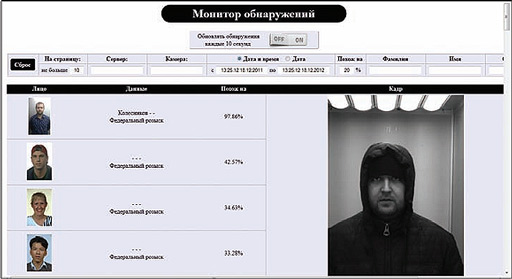 Монитор обнаружений
Обновлять обнаружения
каждые 10 секунд
OFF ON
Сброс
На страницу: Сервер: Камера: Дата и время Дата Похож на Фамилия Имя
не больше 10 с 13:25:12 18.12.2011 по 13:25:12 18.12.2012 20 %
Лицо Данные Похож на Кадр
Колесников - -
Федеральный розыск
97.86%
- - -
Федеральный розыск
42.57%
- - -
Федеральный розыск
34.63%
- - -
Федеральный розыск
33.28%